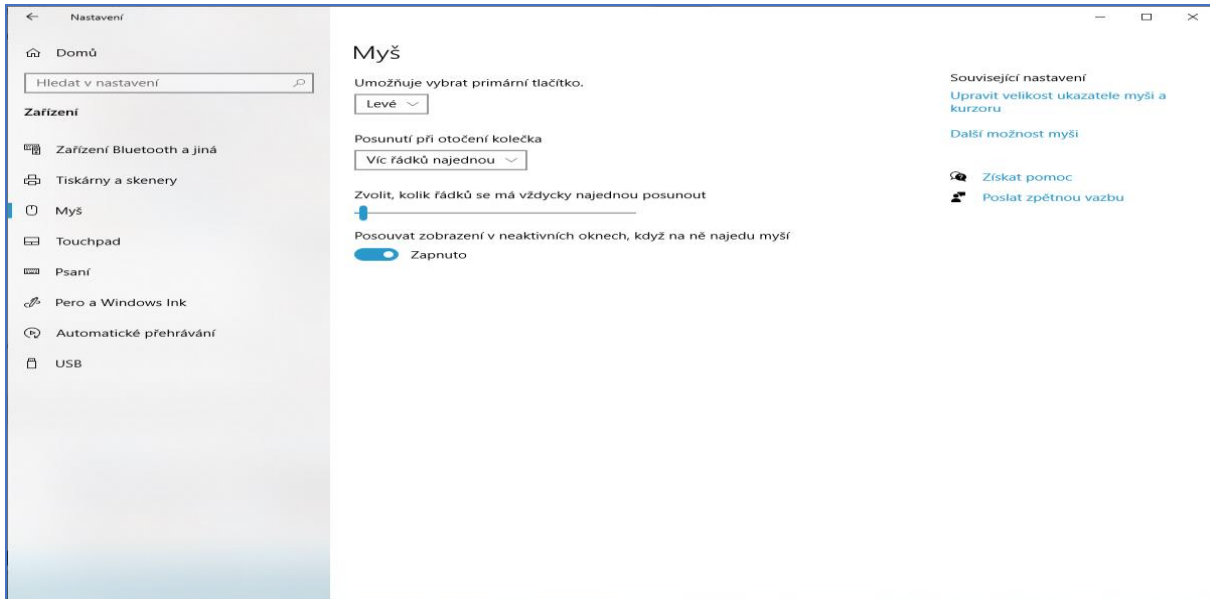 Nastavení
Domů
Hledat v nastavení
Zařízení
Zařízení Bluetooth a jiná
Tiskárny a skenery
Myš
Touchpad
Psaní
Pero a Windows Ink
Automatické přehrávání
USB
Myš
Umožňuje vybrat primární tlačítko.
Levé
Posunutí při otočení kolečka
Víc řádků najednou
Zvolit, kolik řádků se má vždycky najednou posunout
Posouvat zobrazení v neaktivních oknech, když na ně najedu myší
Zapnuto
Související nastavení
Upravit velikost ukazatele myši a
kurzoru
Další možnost myši
Získat pomoc
Poslat zpětnou vazbu